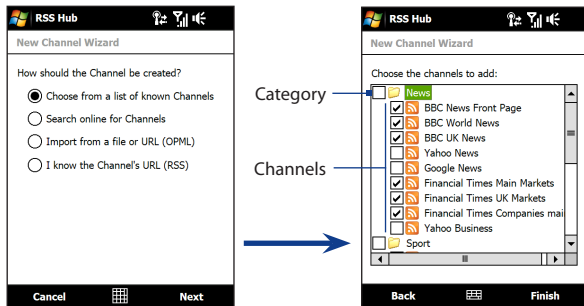 RSS Hub
New Channel Wizard
How should the Channel be created?
Choose from a list of known Channels
Search online for Channels
Import from a file or URL (OPML)
I know the Channel's URL (RSS)
Cancel
Next
Category
Channels
RSS Hub
New Channel Wizard
Choose the channels to add:
News
BBC News Front Page
BBC World News
BBC UK News
Yahoo News
Google News
Financial Times Main Markets
Financial Times UK Markets
Financial Times Companies mai
Yahoo Business
Sport
Back
Finish